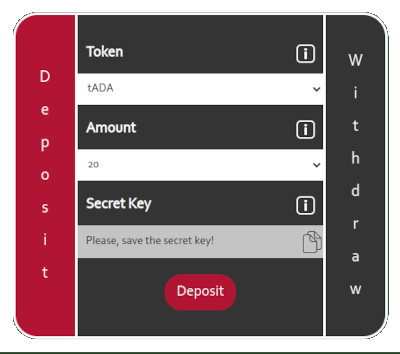 Deposit
Token
tADA
Amount
20
Secret Key
Please, save the secret key!
Deposit
Withdraw